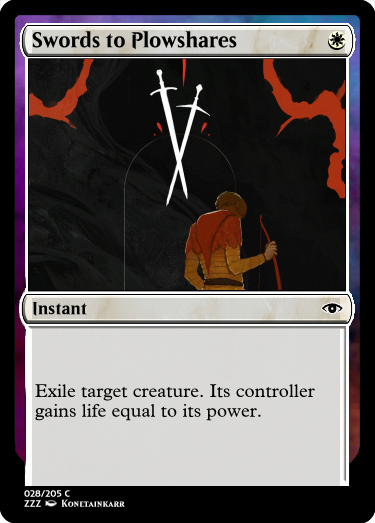 Swords to Plowshares
Instant
Exile target creature. Its controller
gains life equal to its power.
028/205 C
ZZZ Konetainkarr